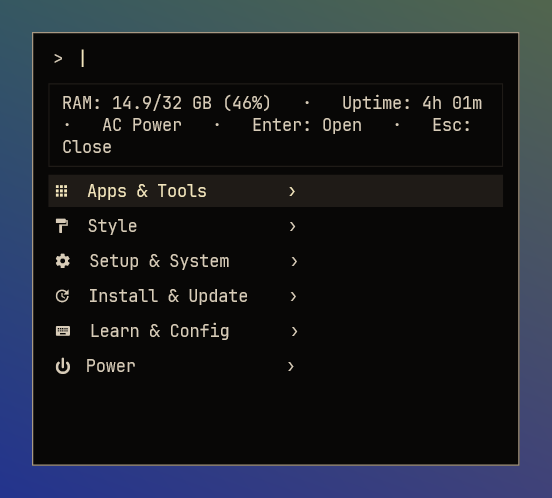 >
RAM: 14.9/32 GB (46%) · Uptime: 4h 01m
· AC Power · Enter: Open · Esc:
Close
Apps & Tools ›
Style ›
Setup & System ›
Install & Update ›
Learn & Config ›
Power ›